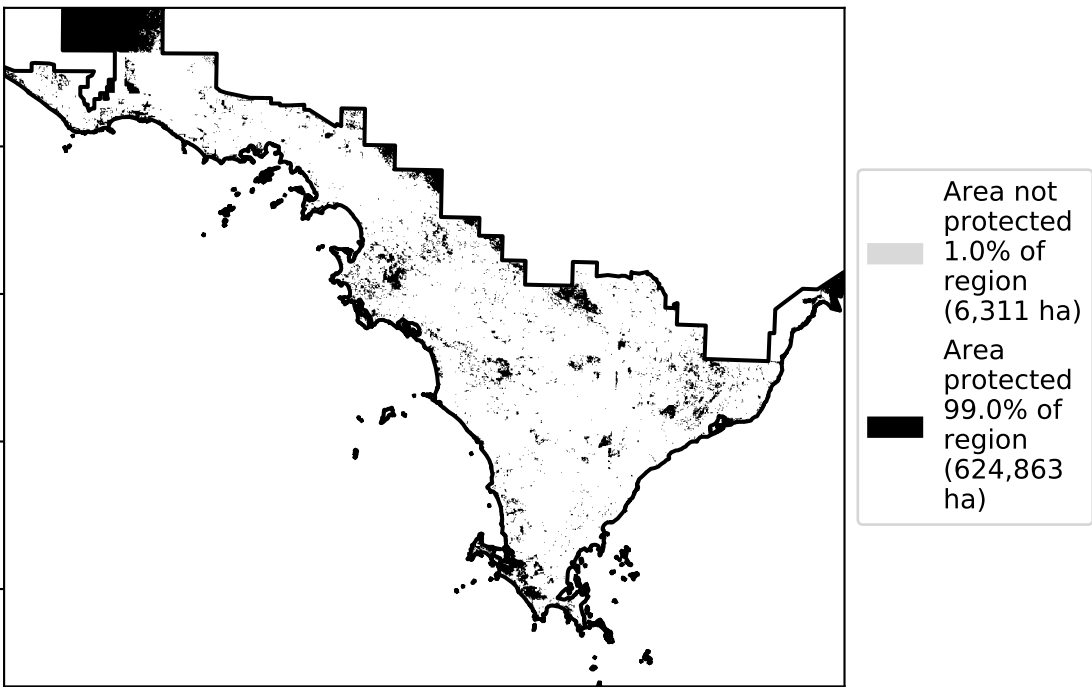 Area not
protected
1.0% of
region
(6,311 ha)
Area
protected
99.0% of
region
(624,863
ha)